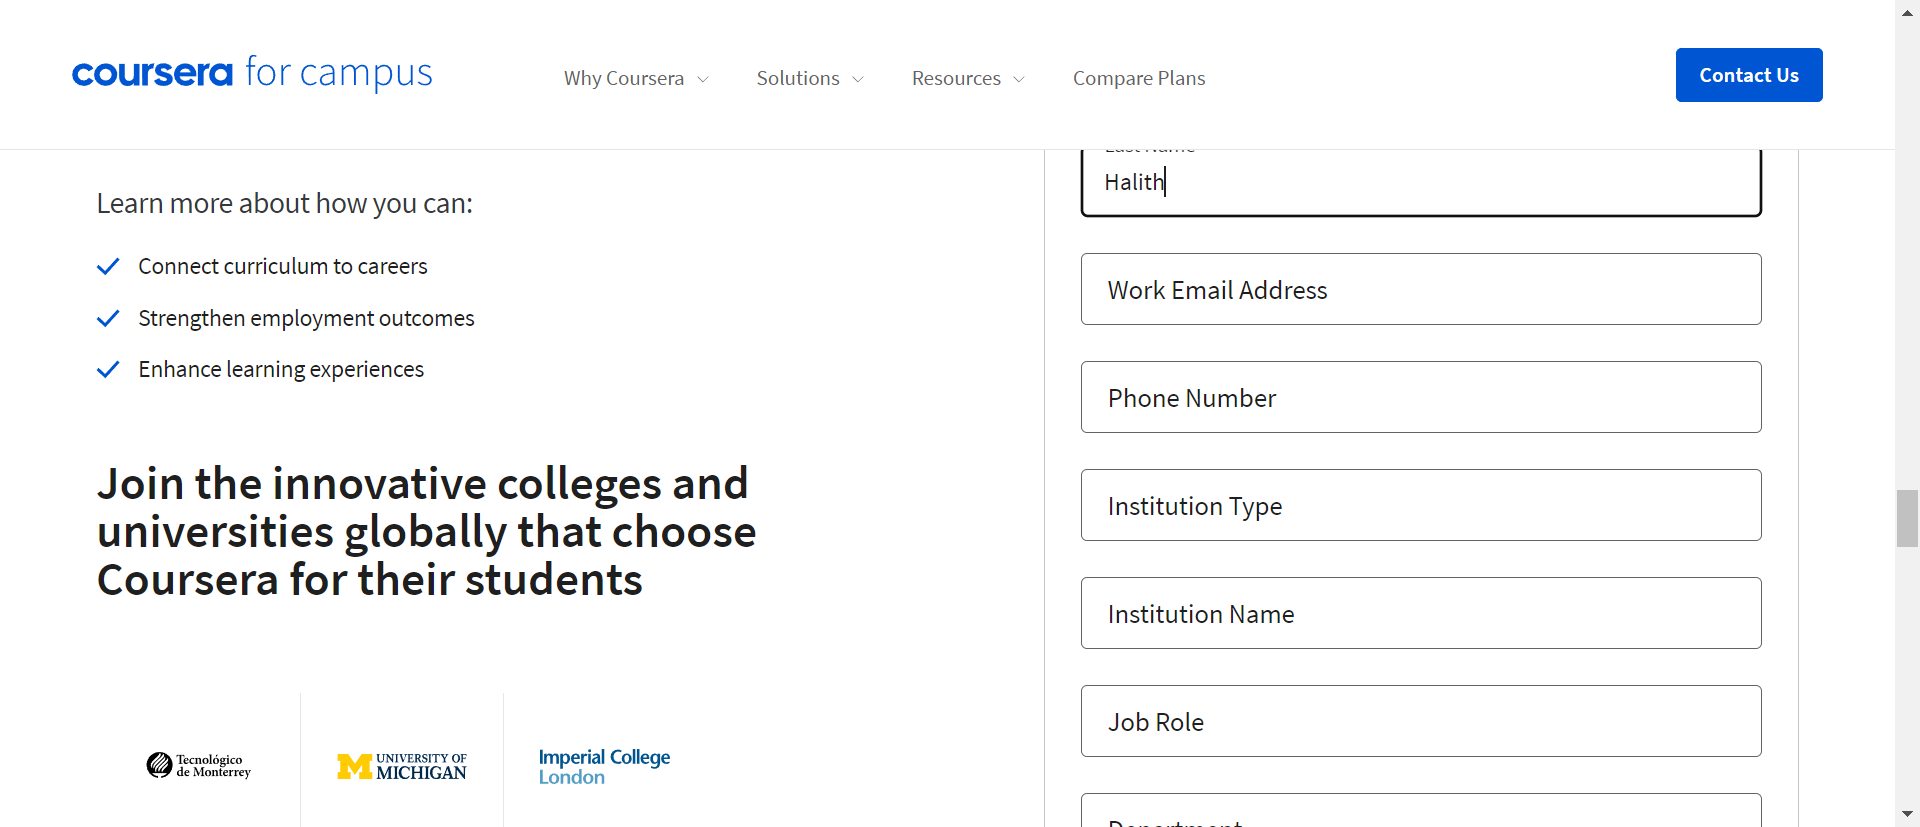 coursera for campus
Why Coursera
Solutions
Resources
Compare Plans
Contact Us
Learn more about how you can:
Connect curriculum to careers
Strengthen employment outcomes
Enhance learning experiences
Join the innovative colleges and
universities globally that choose
Coursera for their students
Tecnológico
de Monterrey
UNIVERSITY OF
MICHIGAN
Imperial College
London
Last Name
Halith
Work Email Address
Phone Number
Institution Type
Institution Name
Job Role
Department